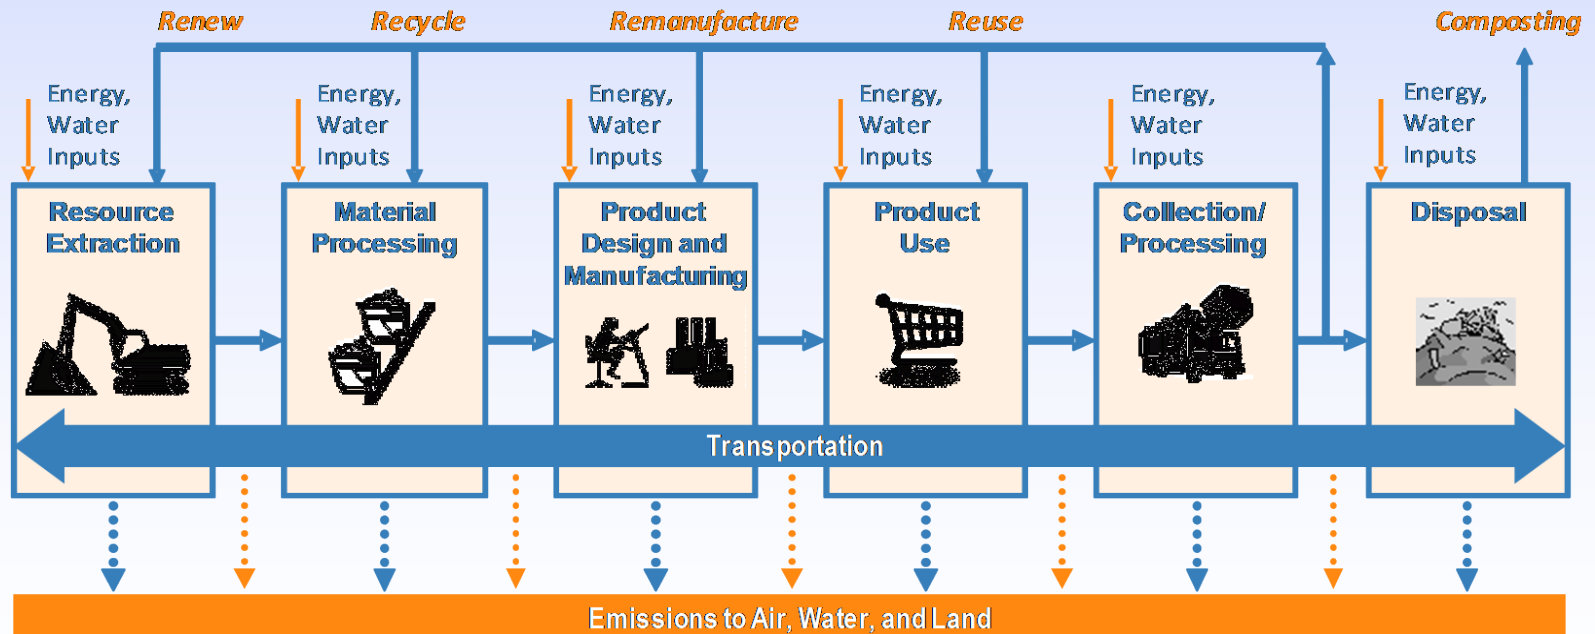 Renew
Recycle
Remanufacture
Reuse
Composting
Energy,
Water
Inputs
Energy,
Water
Inputs
Energy,
Water
Inputs
Energy,
Water
Inputs
Energy,
Water
Inputs
Energy,
Water
Inputs
Resource
Extraction
Material
Processing
Product
Design and
Manufacturing
Product
Use
Collection/
Processing
Disposal
Transportation
Emissions to Air, Water, and Land